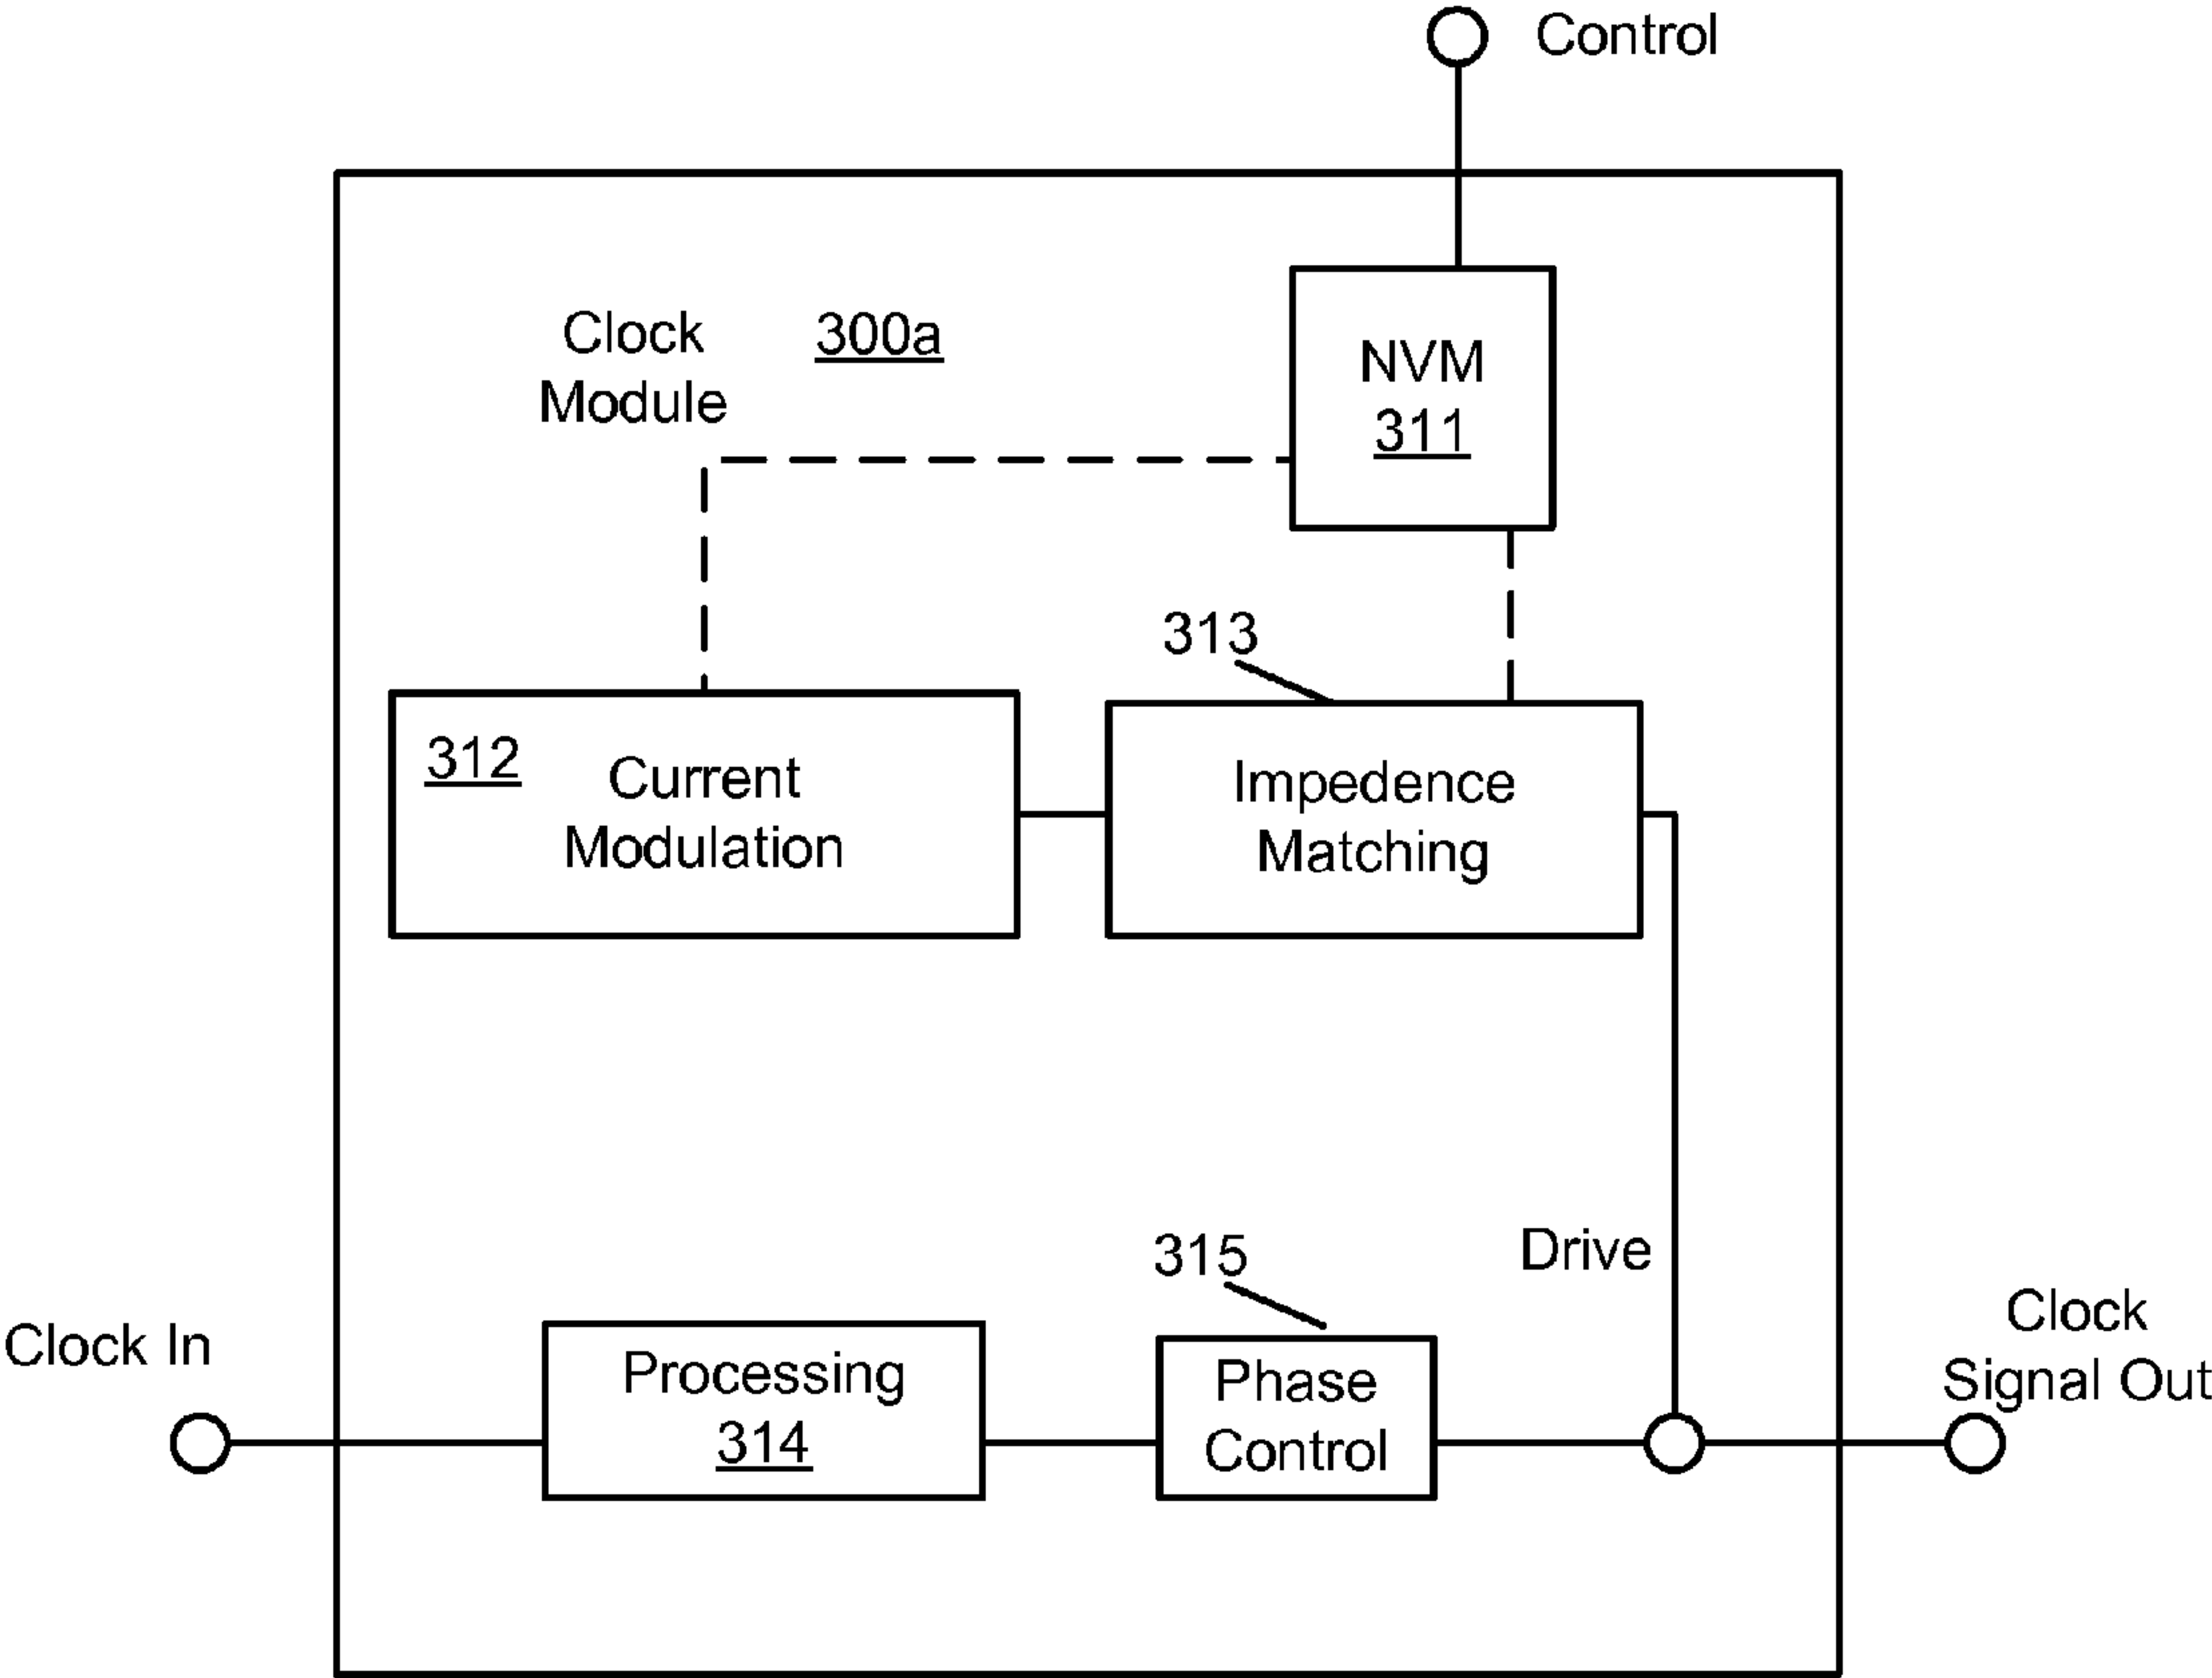 Control
Clock
Module
300a
NVM
311
313
312
Current
Modulation
Impedence
Matching
315
Drive
Clock In
Processing
314
Phase
Control
Clock
Signal Out